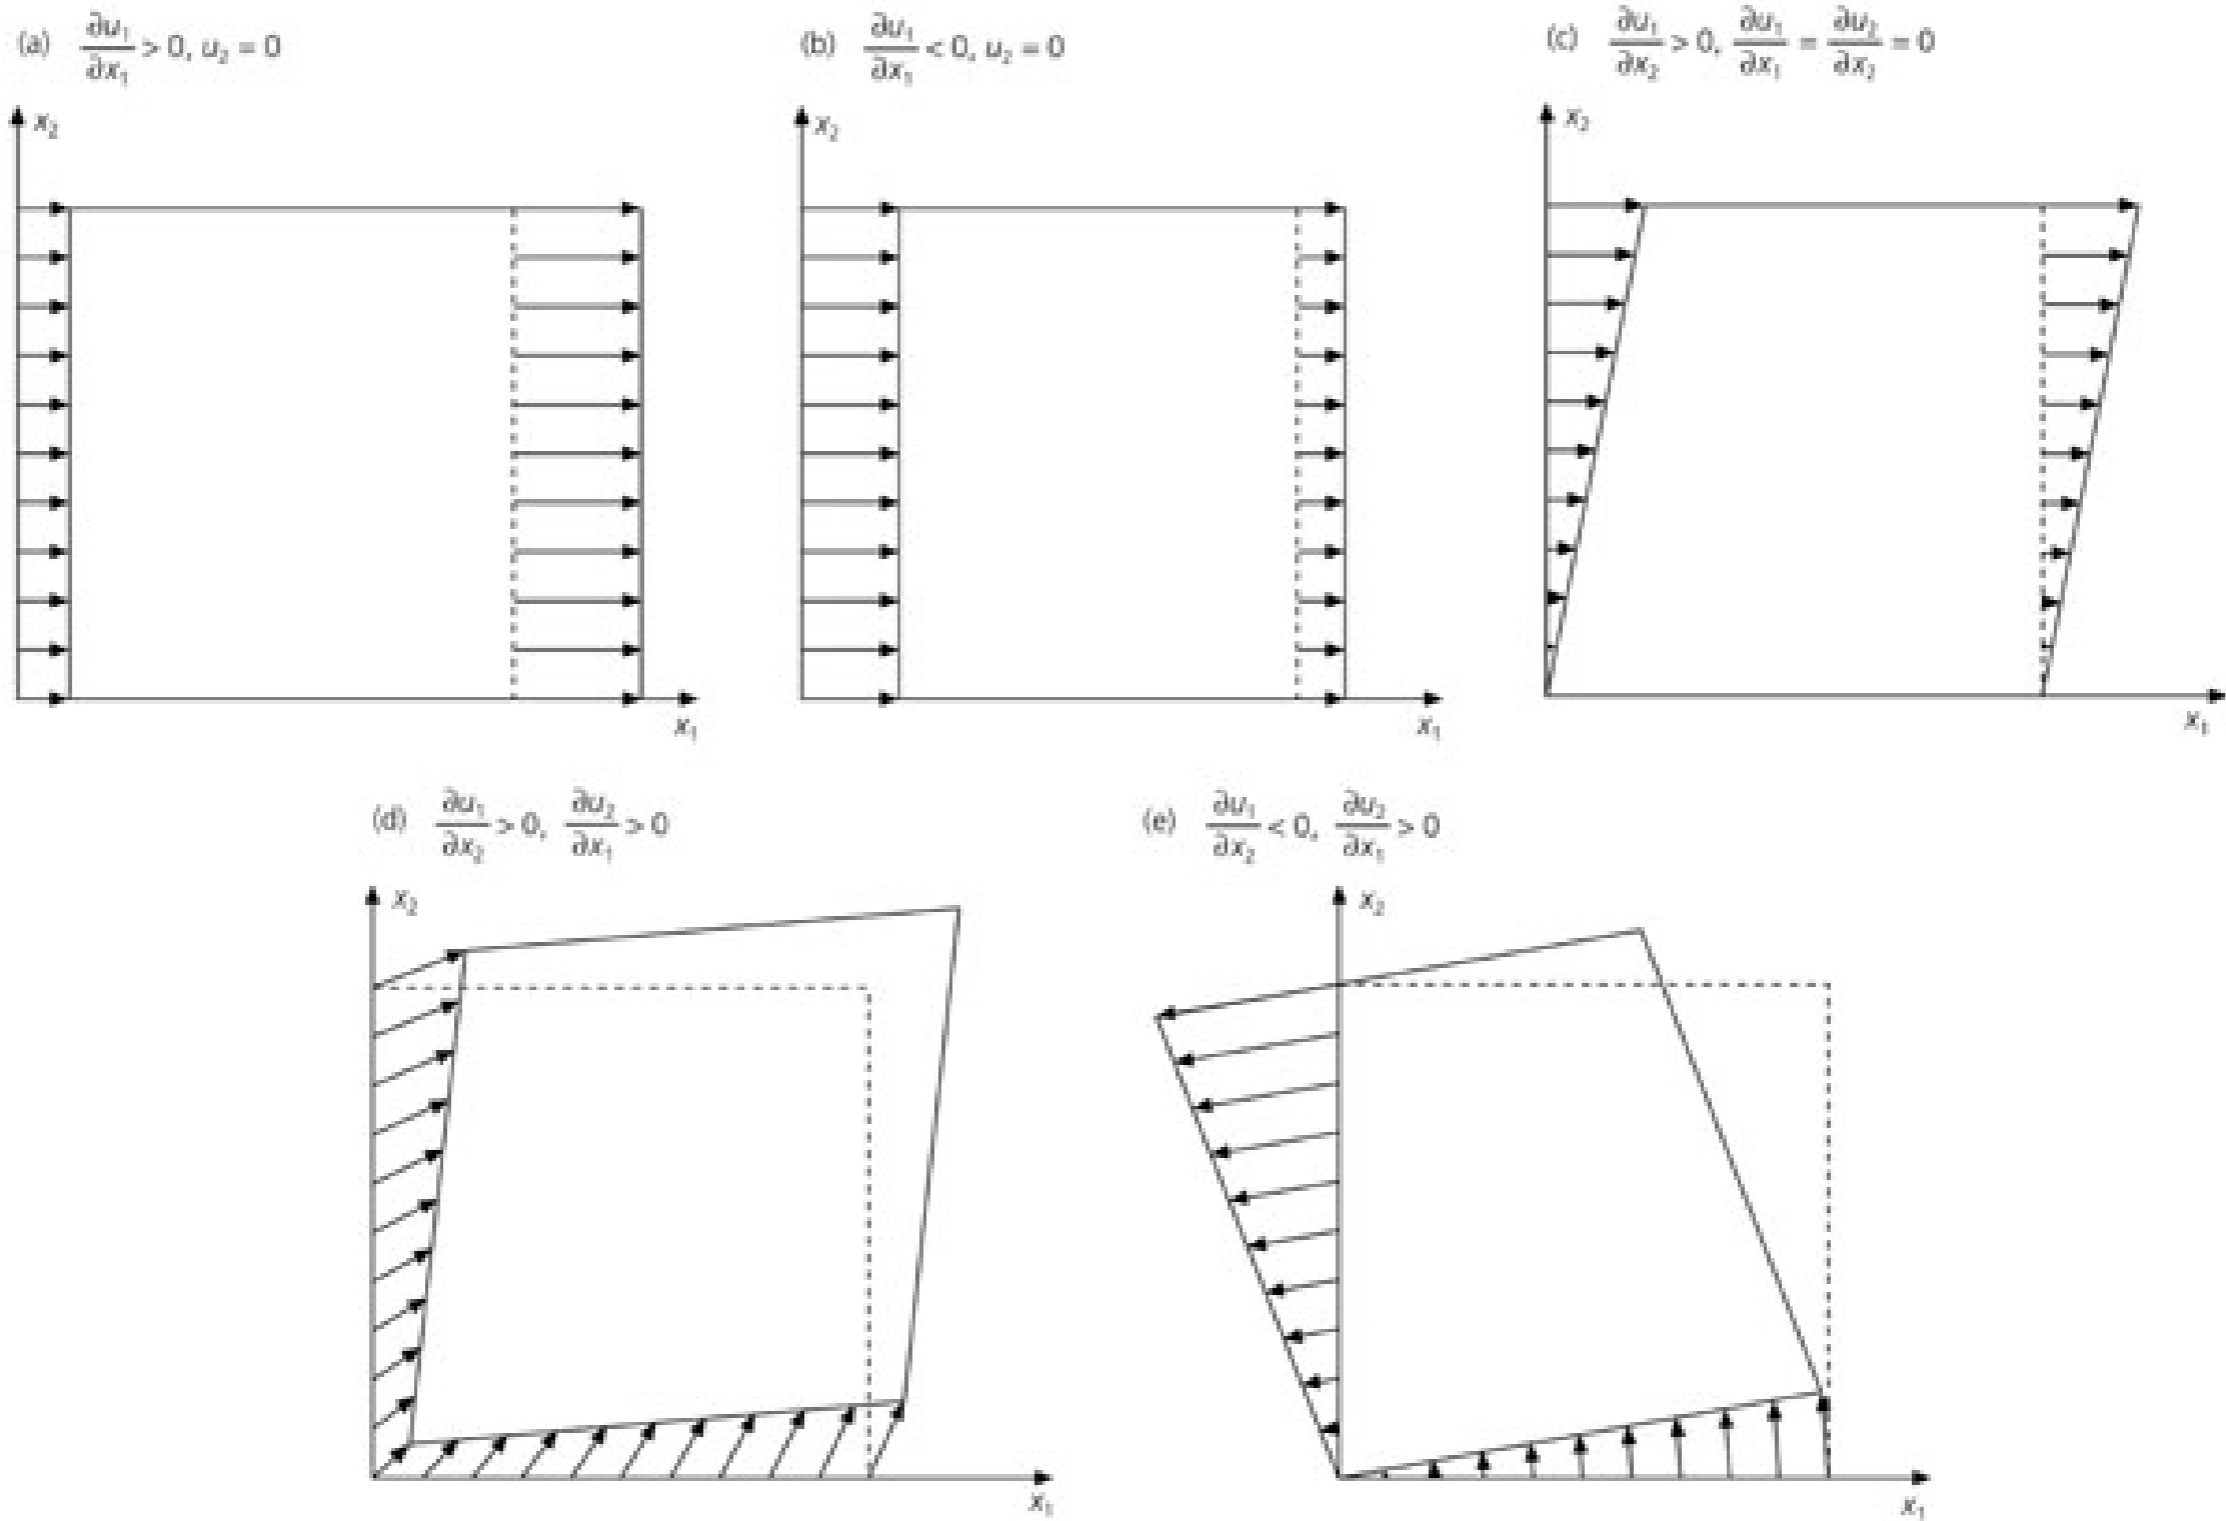 (a) ∂u₁/∂x₁ > 0, u₂ = 0
(b) ∂u₁/∂x₁ < 0, u₂ = 0
(c) ∂u₁/∂x₂ > 0, ∂u₁/∂x₁ = ∂u₂/∂x₂ = 0
x₂
x₂
x₂
x₁
x₁
x₁
(d) ∂u₁/∂x₂ > 0, ∂u₂/∂x₁ > 0
(e) ∂u₁/∂x₂ < 0, ∂u₂/∂x₁ > 0
x₂
x₂
x₁
x₁